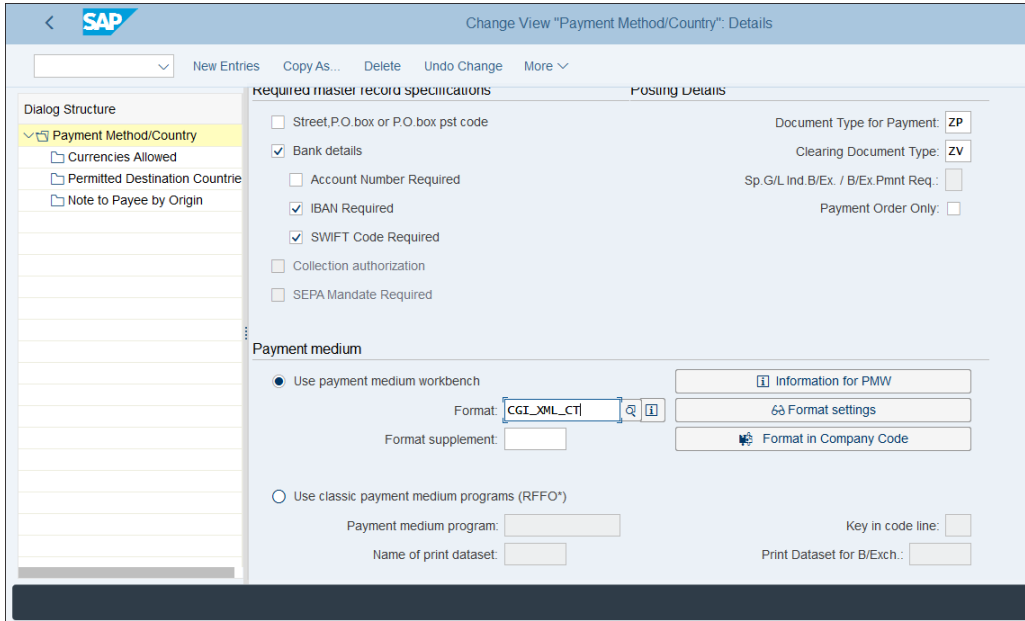 SAP
Change View "Payment Method/Country": Details
New Entries Copy As... Delete Undo Change More
Dialog Structure
Payment Method/Country
Currencies Allowed
Permitted Destination Countrie
Note to Payee by Origin
Required master record specifications
Street,P.O.box or P.O.box pst code
Bank details
Account Number Required
IBAN Required
SWIFT Code Required
Collection authorization
SEPA Mandate Required
Posting Details
Document Type for Payment: ZP
Clearing Document Type: ZV
Sp.G/L Ind.B/Ex. / B/Ex.Pmnt Req.:
Payment Order Only:
Payment medium
Use payment medium workbench
Information for PMW
Format: CGI_XML_CT
Format settings
Format supplement:
Format in Company Code
Use classic payment medium programs (RFFO*)
Payment medium program:
Key in code line:
Name of print dataset:
Print Dataset for B/Exch.: